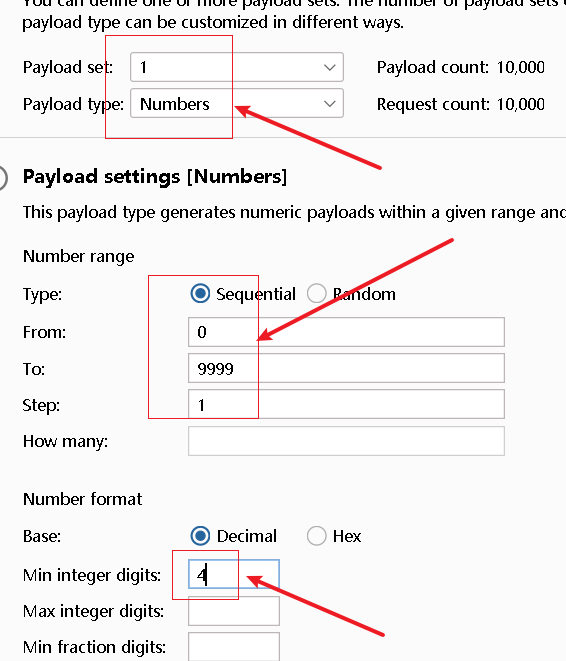 You can define one or more payload sets. The number of payload sets
payload type can be customized in different ways.
Payload set: 1 Payload count: 10,000
Payload type: Numbers Request count: 10,000
Payload settings [Numbers]
This payload type generates numeric payloads within a given range and
Number range
Type: Sequential Random
From: 0
To: 9999
Step: 1
How many:
Number format
Base: Decimal Hex
Min integer digits: 4
Max integer digits:
Min fraction digits: